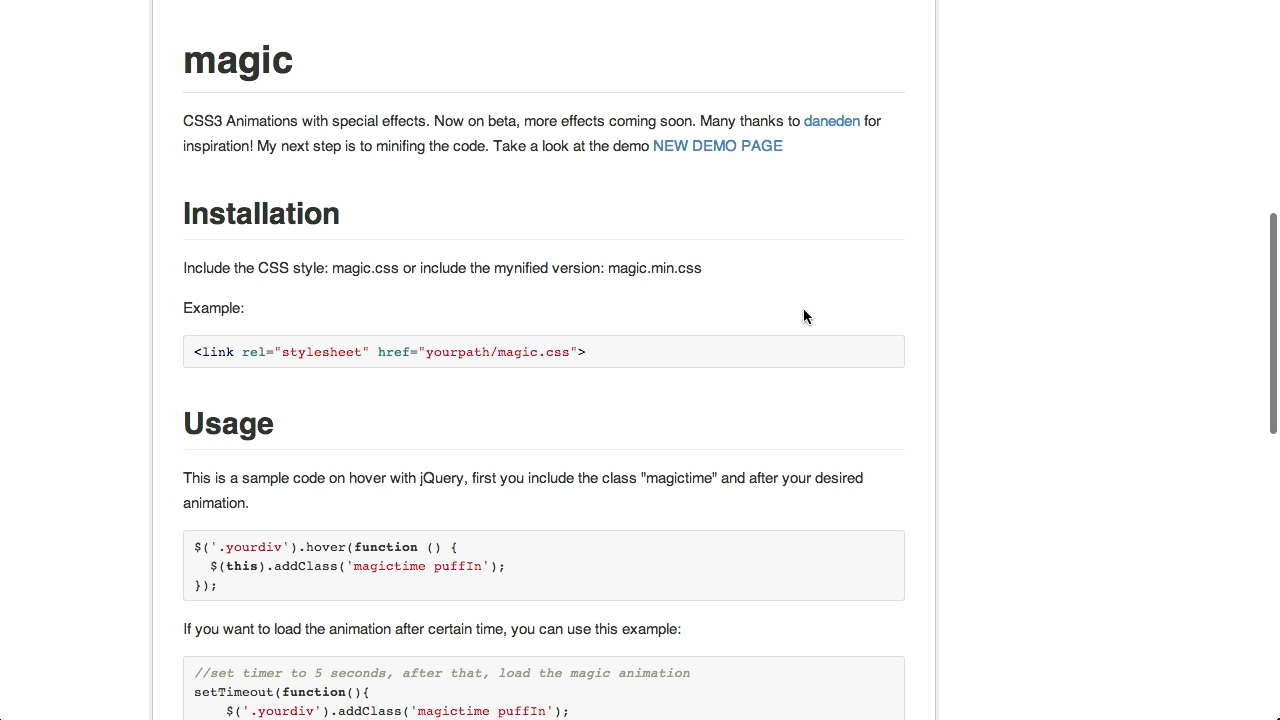 magic
CSS3 Animations with special effects. Now on beta, more effects coming soon. Many thanks to daneden for
inspiration! My next step is to minifing the code. Take a look at the demo NEW DEMO PAGE
Installation
Include the CSS style: magic.css or include the mynified version: magic.min.css
Example:
<link rel="stylesheet" href="yourpath/magic.css">
Usage
This is a sample code on hover with jQuery, first you include the class "magictime" and after your desired
animation.
$('.yourdiv').hover(function () {
  $(this).addClass('magictime puffIn');
});
If you want to load the animation after certain time, you can use this example:
//set timer to 5 seconds, after that, load the magic animation
setTimeout(function(){
    $('.yourdiv').addClass('magictime puffIn');